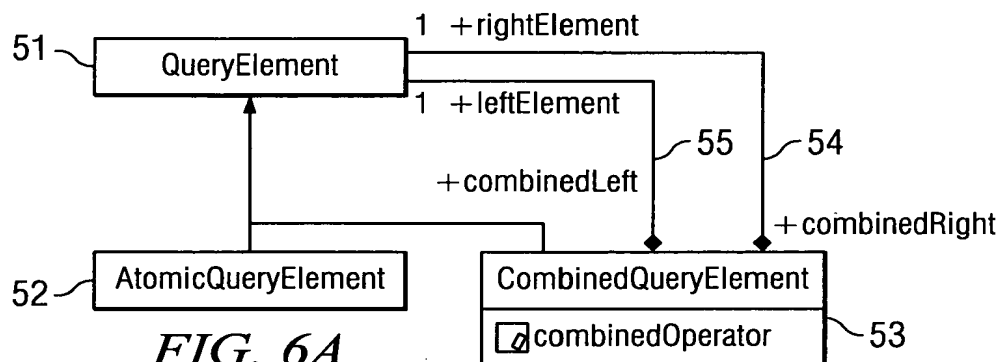 1 +rightElement
51
QueryElement
1 +leftElement
55
54
+combinedLeft
+combinedRight
52
AtomicQueryElement
CombinedQueryElement
combinedOperator
53
FIG. 6A